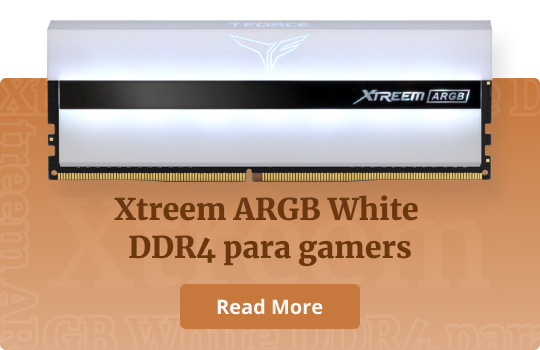 T-FORCE
XTREEM ARGB
Xtreem ARGB White
DDR4 para gamers
Read More